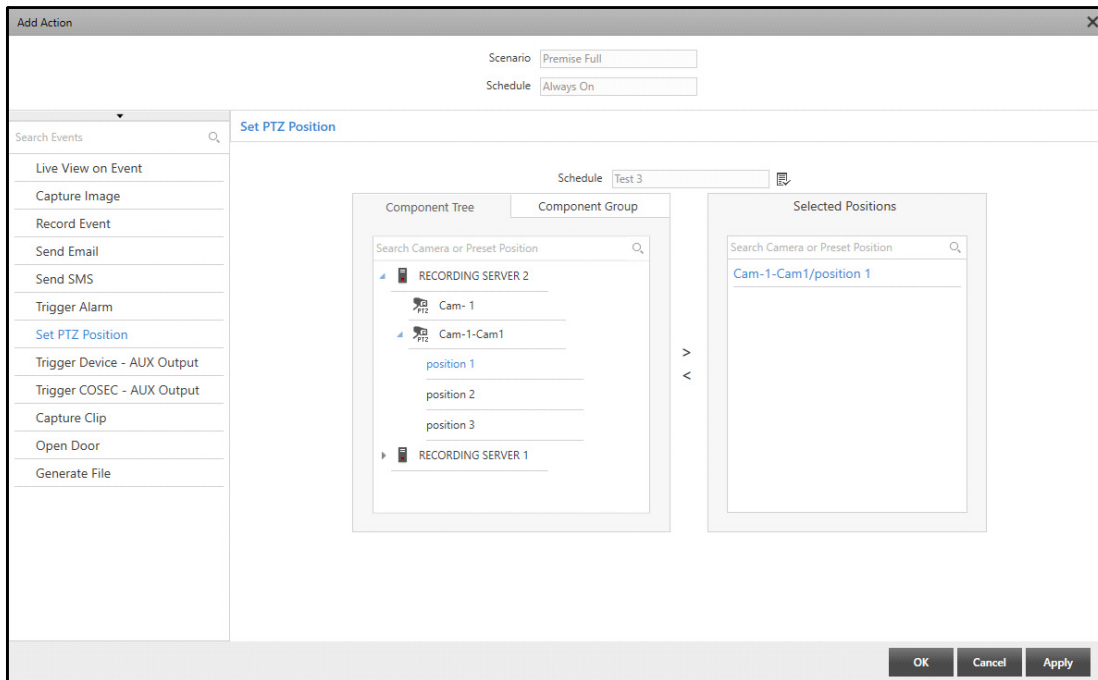 Add Action
Scenario Premise Full
Schedule Always On
Search Events
Live View on Event
Capture Image
Record Event
Send Email
Send SMS
Trigger Alarm
Set PTZ Position
Trigger Device - AUX Output
Trigger COSEC - AUX Output
Capture Clip
Open Door
Generate File
Set PTZ Position
Schedule Test 3
Component Tree Component Group
Search Camera or Preset Position
RECORDING SERVER 2
PTZ Cam- 1
PTZ Cam-1-Cam1
position 1
position 2
position 3
RECORDING SERVER 1
>
<
Selected Positions
Search Camera or Preset Position
Cam-1-Cam1/position 1
OK Cancel Apply